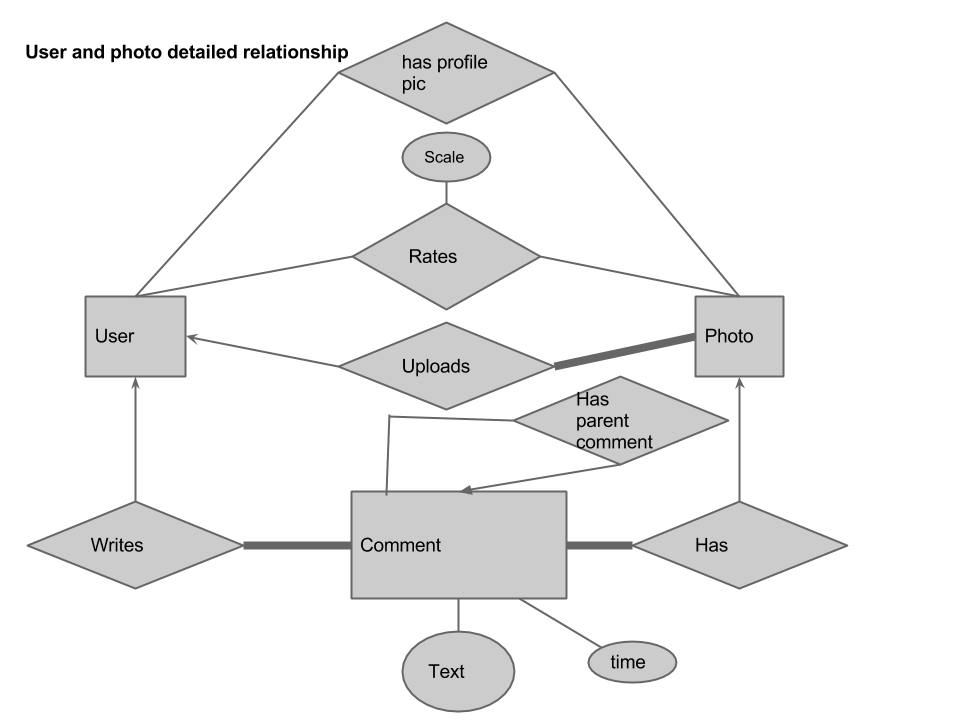 User and photo detailed relationship
has profile
pic
Scale
Rates
User
Photo
Uploads
Has
parent
comment
Writes
Comment
Has
Text
time